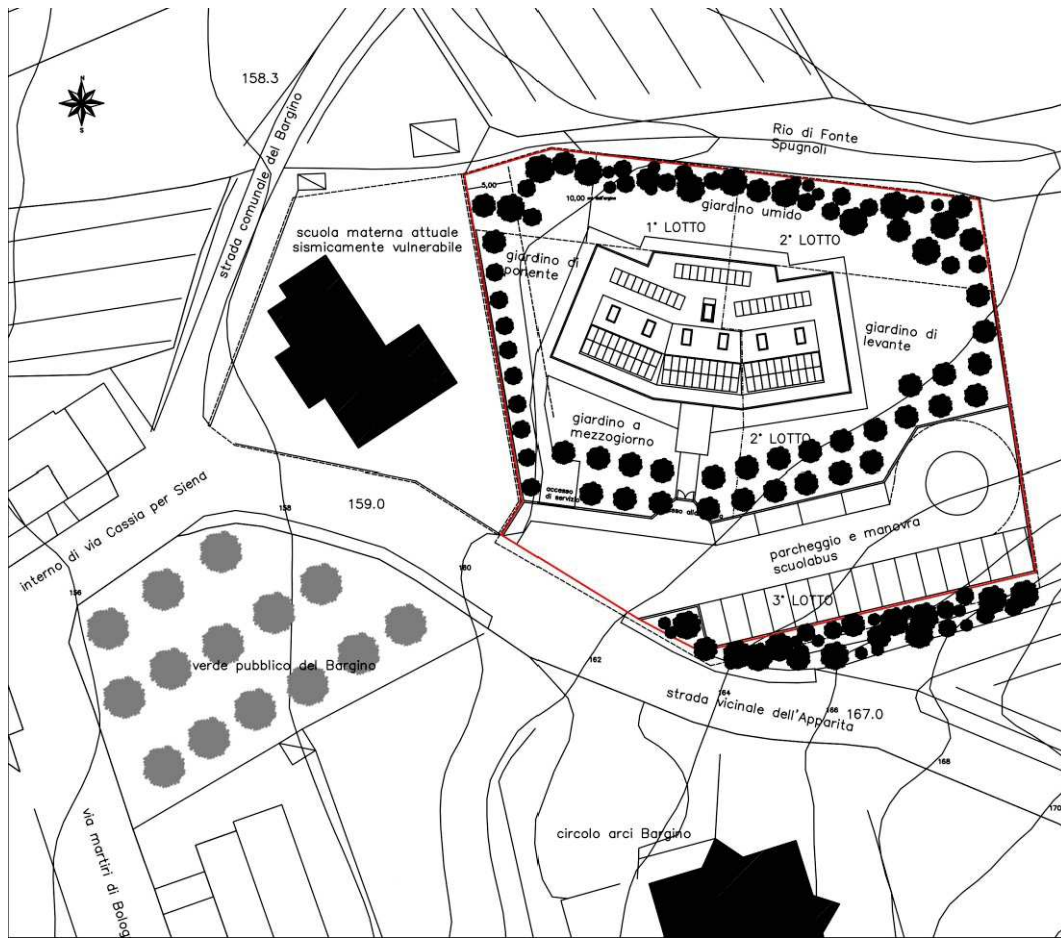 N
S
158.3
strada comunale del Bargino
Rio di Fonte
Spugnoli
5,00
10,00
giardino umido
1° LOTTO
2° LOTTO
scuola materna attuale
sismicamente vulnerabile
giardino di
ponente
giardino di
levante
giardino a
mezzogiorno
2° LOTTO
accesso
di servizio
159.0
158
interno di via Cassia per Siena
156
160
parcheggio e manovra
scuolabus
3° LOTTO
verde pubblico del Bargino
162
164
166
strada vicinale dell'Apparita
167.0
168
170
circolo arci Bargino
via martiri di Bolog